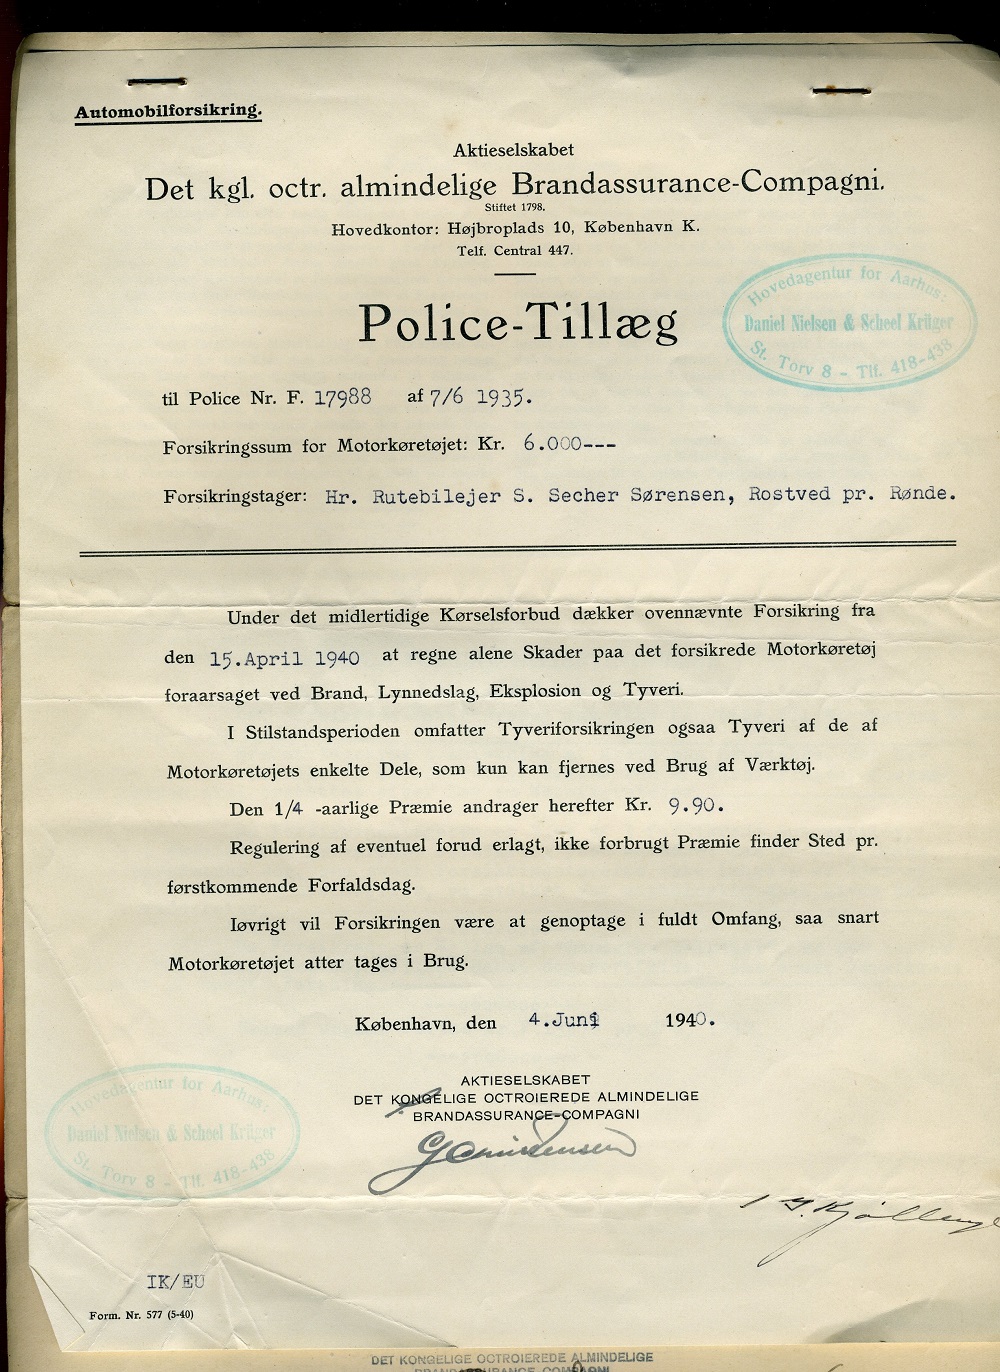 Automobilforsikring.
Aktieselskabet
Det kgl. octr. almindelige Brandassurance-Compagni.
Stiftet 1798.
Hovedkontor: Højbroplads 10, København K.
Telf. Central 447.
Police-Tillæg
Hovedagentur for Aarhus:
Daniel Nielsen & Scheel Krüger
St. Torv 8 - Tlf. 418-438
til Police Nr. F. 17988 af 7/6 1935.
Forsikringssum for Motorkøretøjet: Kr. 6.000---
Forsikringstager: Hr. Rutebilejer S. Secher Sørensen, Rostved pr. Rønde.
Under det midlertidige Kørselsforbud dækker ovennævnte Forsikring fra
den 15.April 1940 at regne alene Skader paa det forsikrede Motorkøretøj
foraarsaget ved Brand, Lynnedslag, Eksplosion og Tyveri.
I Stilstandsperioden omfatter Tyveriforsikringen ogsaa Tyveri af de af
Motorkøretøjets enkelte Dele, som kun kan fjernes ved Brug af Værktøj.
Den 1/4 -aarlige Præmie andrager herefter Kr. 9.90.
Regulering af eventuel forud erlagt, ikke forbrugt Præmie finder Sted pr.
førstkommende Forfaldsdag.
Iøvrigt vil Forsikringen være at genoptage i fuldt Omfang, saa snart
Motorkøretøjet atter tages i Brug.
København, den 4.Juni 1940.
AKTIESELSKABET
DET KONGELIGE OCTROIEREDE ALMINDELIGE
BRANDASSURANCE-COMPAGNI
Hovedagentur for Aarhus:
Daniel Nielsen & Scheel Krüger
St. Torv 8 - Tlf. 418-438
IK/EU
Form. Nr. 577 (5-40)
DET KONGELIGE OCTROIEREDE ALMINDELIGE
BRANDASSURANCE-COMPAGNI